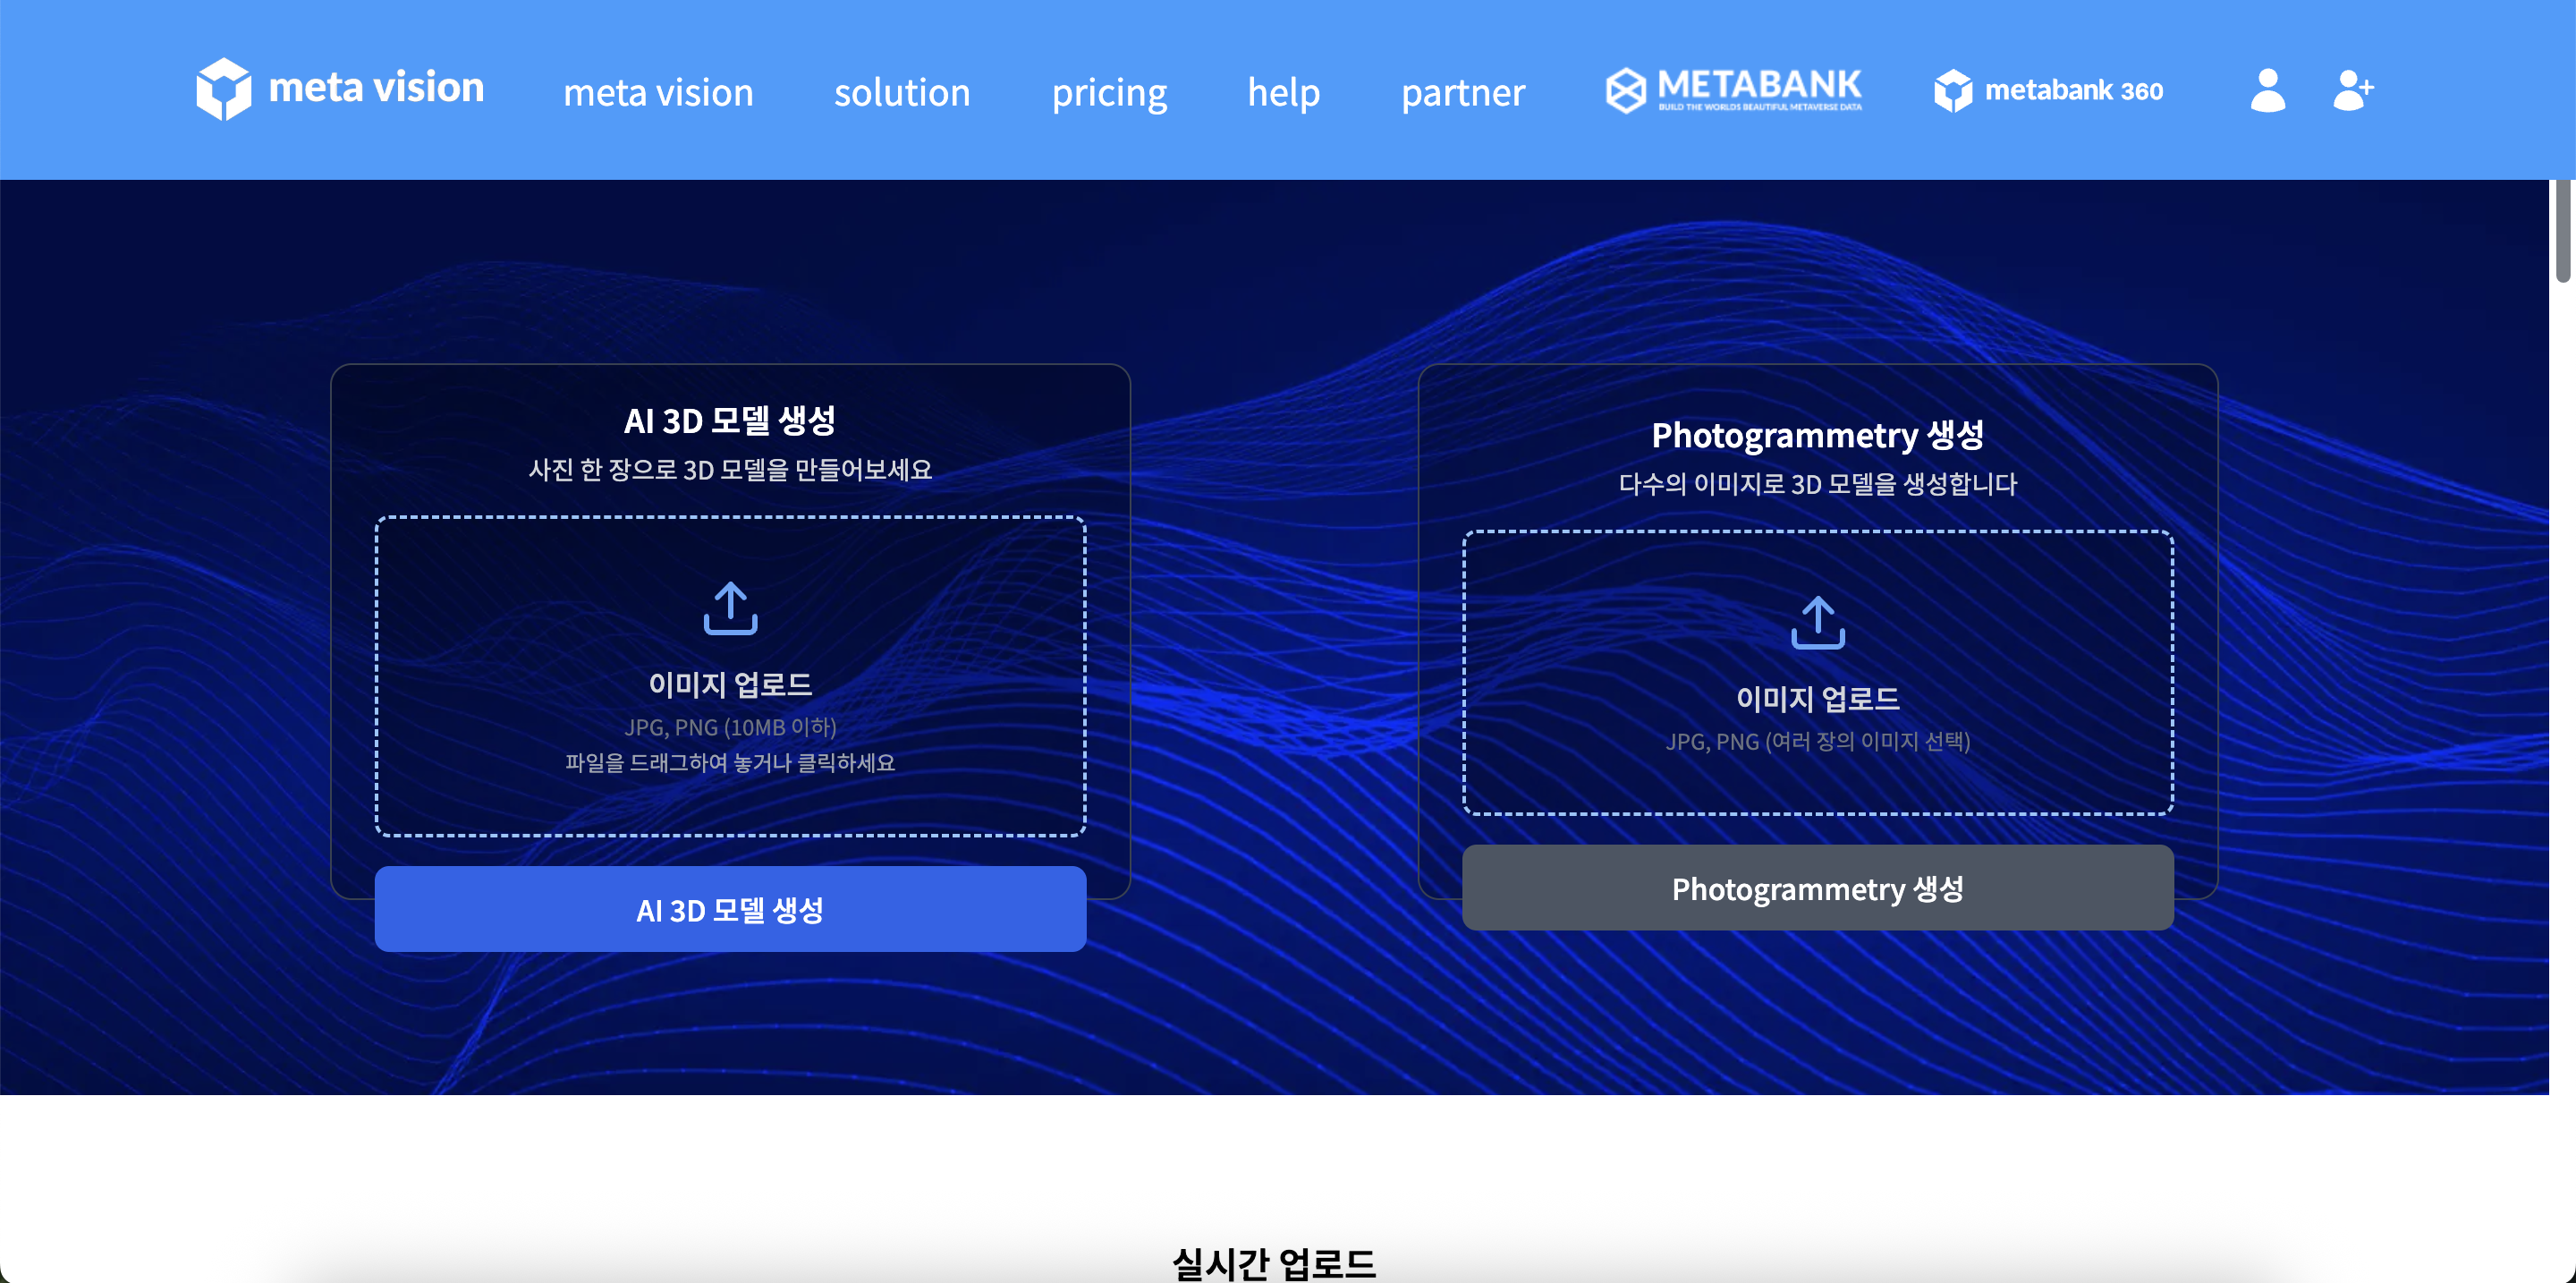 meta vision
meta vision
solution
pricing
help
partner
METABANK
BUILD THE WORLDS BEAUTIFUL METAVERSE DATA
metabank 360
AI 3D 모델 생성
사진 한 장으로 3D 모델을 만들어보세요
이미지 업로드
JPG, PNG (10MB 이하)
파일을 드래그하여 놓거나 클릭하세요
AI 3D 모델 생성
Photogrammetry 생성
다수의 이미지로 3D 모델을 생성합니다
이미지 업로드
JPG, PNG (여러 장의 이미지 선택)
Photogrammetry 생성
실시간 업로드